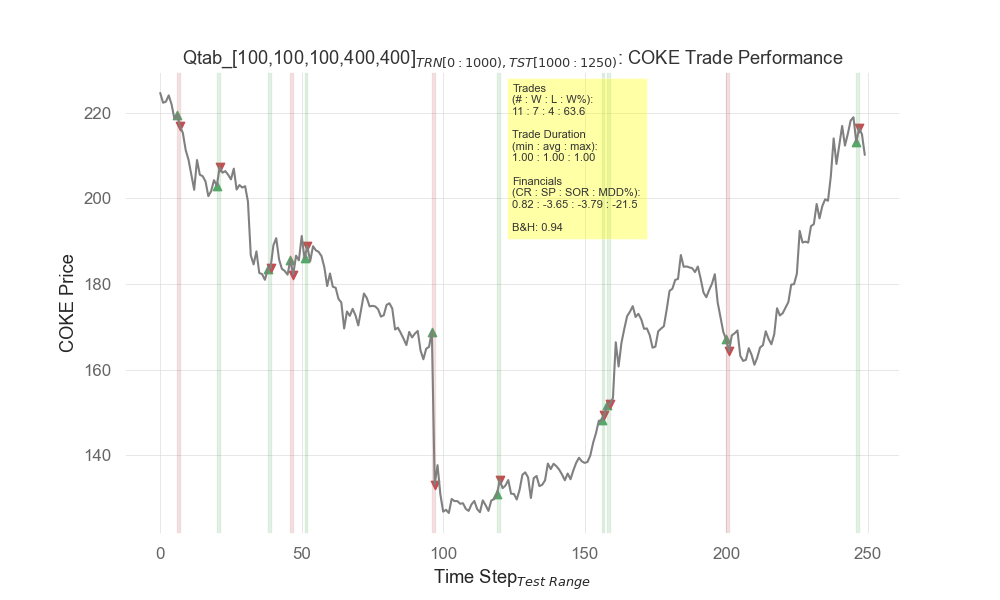 Qtab_[100,100,100,400,400]TRN[0 : 1000), TST[1000 : 1250): COKE Trade Performance
Trades
(# : W : L : W%):
11 : 7 : 4 : 63.6
Trade Duration
(min : avg : max):
1.00 : 1.00 : 1.00
Financials
(CR : SP : SOR : MDD%):
0.82 : -3.65 : -3.79 : -21.5
B&H: 0.94
COKE Price
220
200
180
160
140
0 50 100 150 200 250
Time StepTest Range